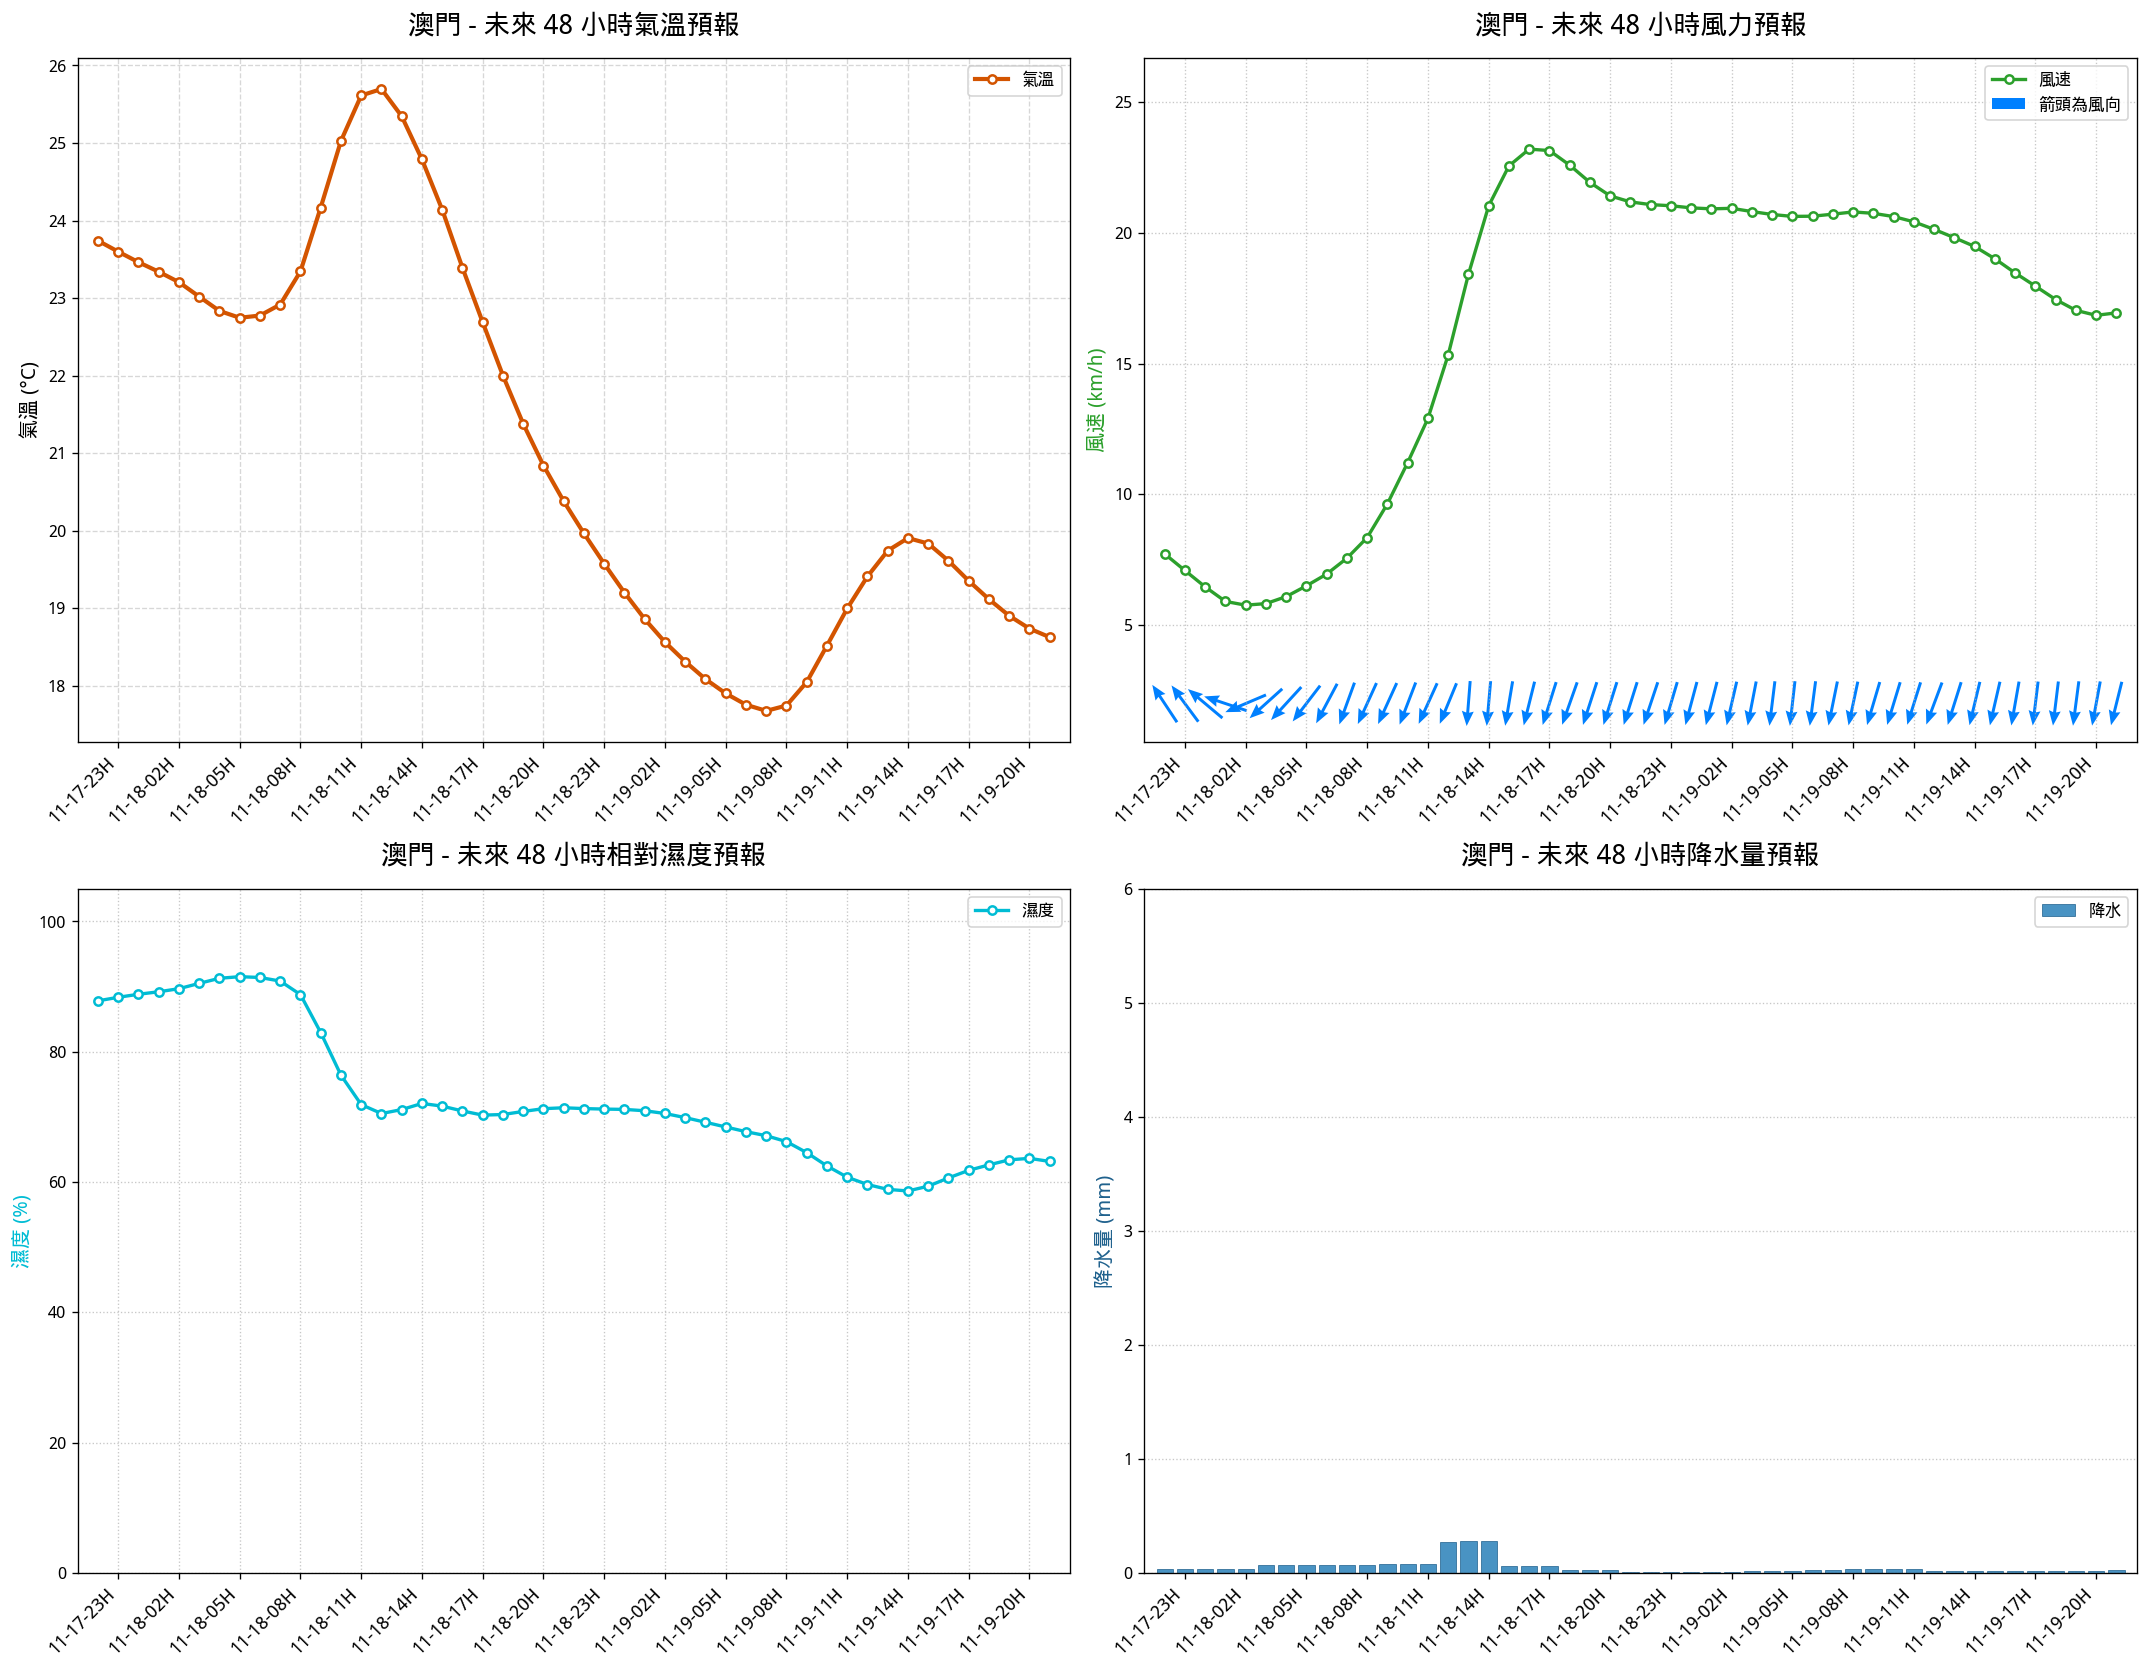 澳門 - 未來 48 小時氣溫預報
氣溫 (°C)
26
25
24
23
22
21
20
19
18
氣溫
11-17-23H
11-18-02H
11-18-05H
11-18-08H
11-18-11H
11-18-14H
11-18-17H
11-18-20H
11-18-23H
11-19-02H
11-19-05H
11-19-08H
11-19-11H
11-19-14H
11-19-17H
11-19-20H
澳門 - 未來 48 小時風力預報
風速 (km/h)
25
20
15
10
5
風速
箭頭為風向
11-17-23H
11-18-02H
11-18-05H
11-18-08H
11-18-11H
11-18-14H
11-18-17H
11-18-20H
11-18-23H
11-19-02H
11-19-05H
11-19-08H
11-19-11H
11-19-14H
11-19-17H
11-19-20H
澳門 - 未來 48 小時相對濕度預報
濕度 (%)
100
80
60
40
20
0
濕度
11-17-23H
11-18-02H
11-18-05H
11-18-08H
11-18-11H
11-18-14H
11-18-17H
11-18-20H
11-18-23H
11-19-02H
11-19-05H
11-19-08H
11-19-11H
11-19-14H
11-19-17H
11-19-20H
澳門 - 未來 48 小時降水量預報
降水量 (mm)
6
5
4
3
2
1
0
降水
11-17-23H
11-18-02H
11-18-05H
11-18-08H
11-18-11H
11-18-14H
11-18-17H
11-18-20H
11-18-23H
11-19-02H
11-19-05H
11-19-08H
11-19-11H
11-19-14H
11-19-17H
11-19-20H